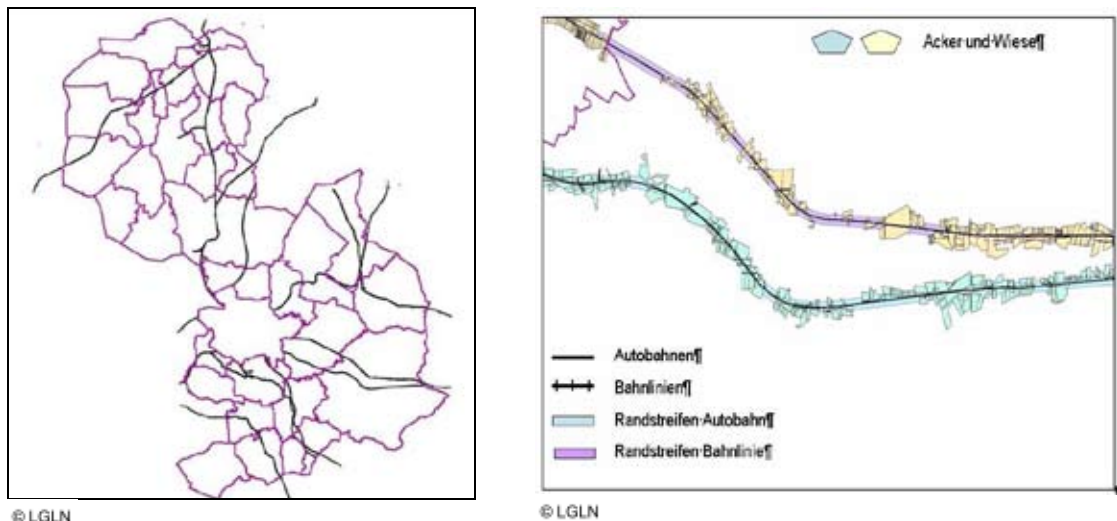 Acker·und·Wiese¶
Autobahnen¶
Bahnlinien¶
Randstreifen·Autobahn¶
Randstreifen·Bahnlinie¶
© LGLN
© LGLN